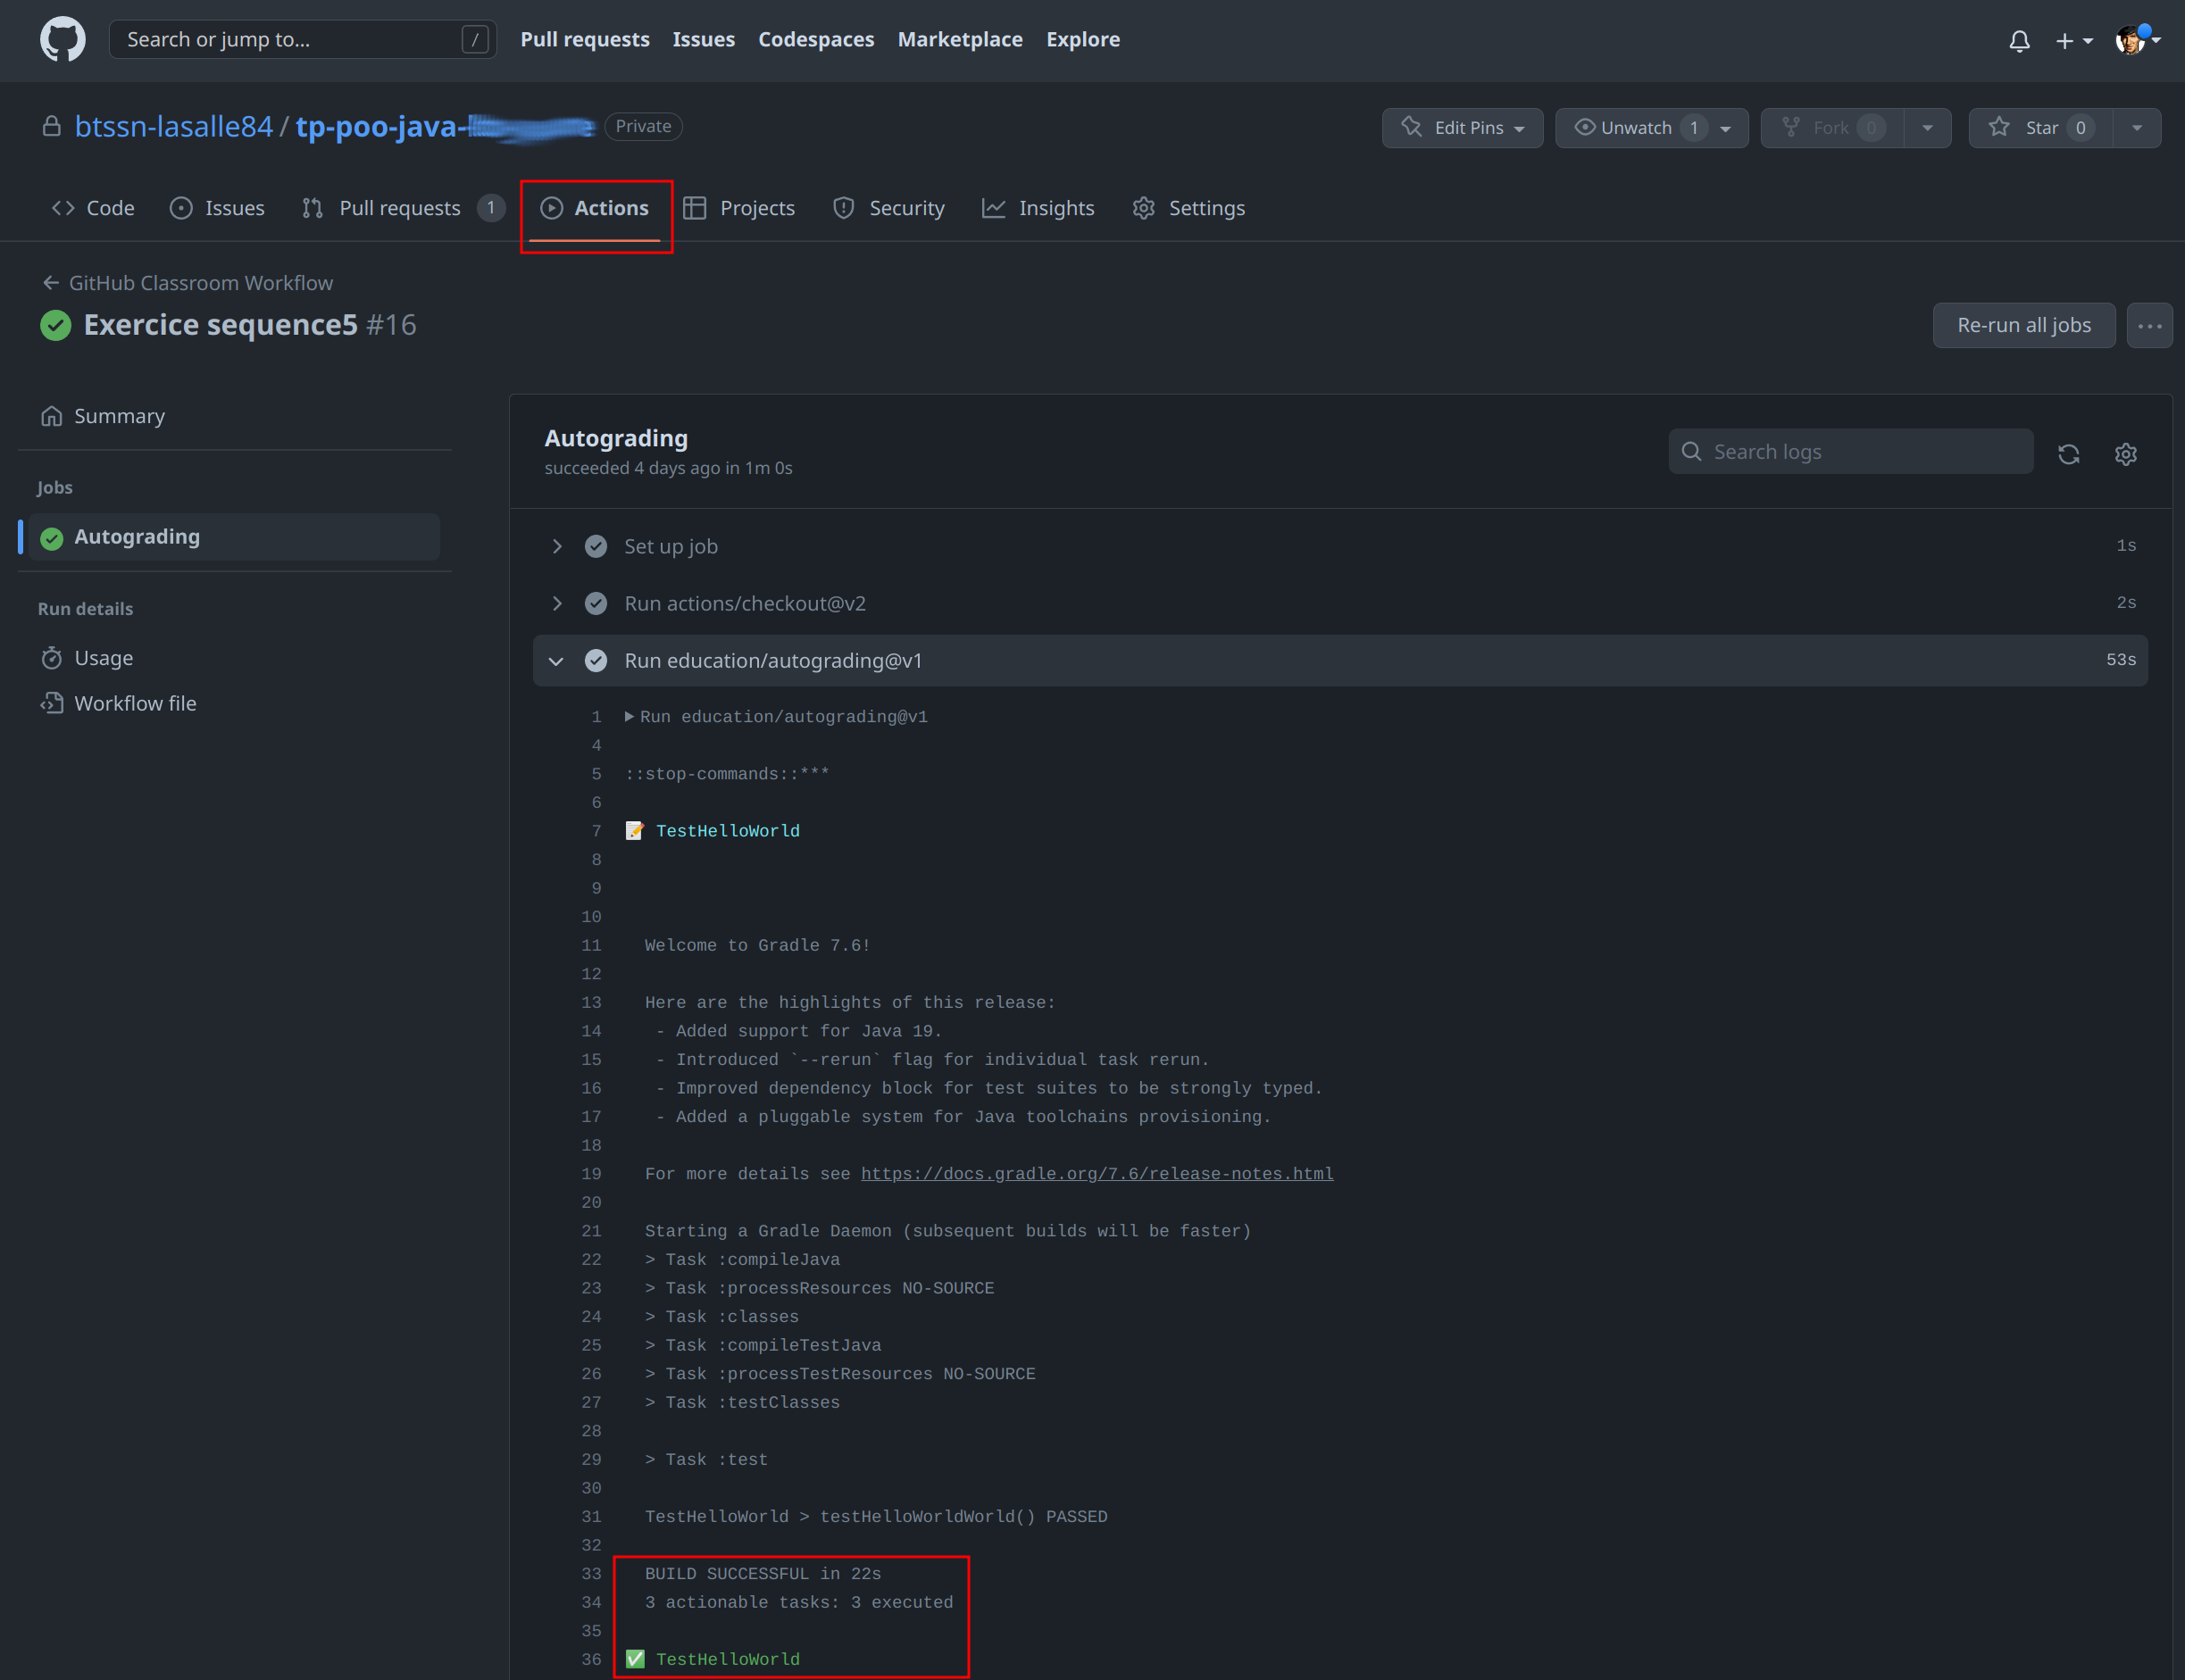 Search or jump to... /
Pull requests Issues Codespaces Marketplace Explore
btssn-lasalle84 / tp-poo-java- Private
Edit Pins Unwatch 1 Fork 0 Star 0
Code Issues Pull requests 1 Actions Projects Security Insights Settings
GitHub Classroom Workflow
Exercice sequence5 #16
Re-run all jobs
Summary
Jobs
Autograding
Run details
Usage
Workflow file
Autograding
succeeded 4 days ago in 1m 0s
Search logs
Set up job 1s
Run actions/checkout@v2 2s
Run education/autograding@v1 53s
1 Run education/autograding@v1
4
5 ::stop-commands::***
6
7 TestHelloWorld
8
9
10
11 Welcome to Gradle 7.6!
12
13 Here are the highlights of this release:
14 - Added support for Java 19.
15 - Introduced `--rerun` flag for individual task rerun.
16 - Improved dependency block for test suites to be strongly typed.
17 - Added a pluggable system for Java toolchains provisioning.
18
19 For more details see https://docs.gradle.org/7.6/release-notes.html
20
21 Starting a Gradle Daemon (subsequent builds will be faster)
22 > Task :compileJava
23 > Task :processResources NO-SOURCE
24 > Task :classes
25 > Task :compileTestJava
26 > Task :processTestResources NO-SOURCE
27 > Task :testClasses
28
29 > Task :test
30
31 TestHelloWorld > testHelloWorldWorld() PASSED
32
33 BUILD SUCCESSFUL in 22s
34 3 actionable tasks: 3 executed
35
36 ✅ TestHelloWorld